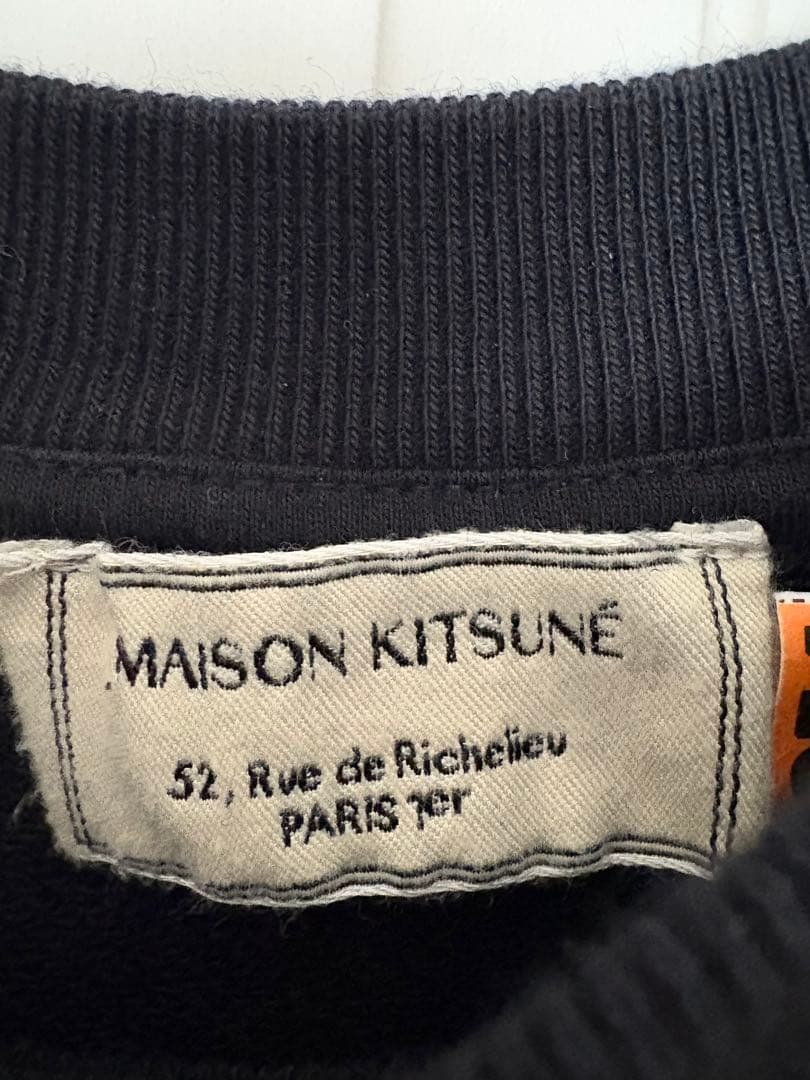 MAISON KITSUNÉ
52, Rue de Richelieu
PARIS 1er